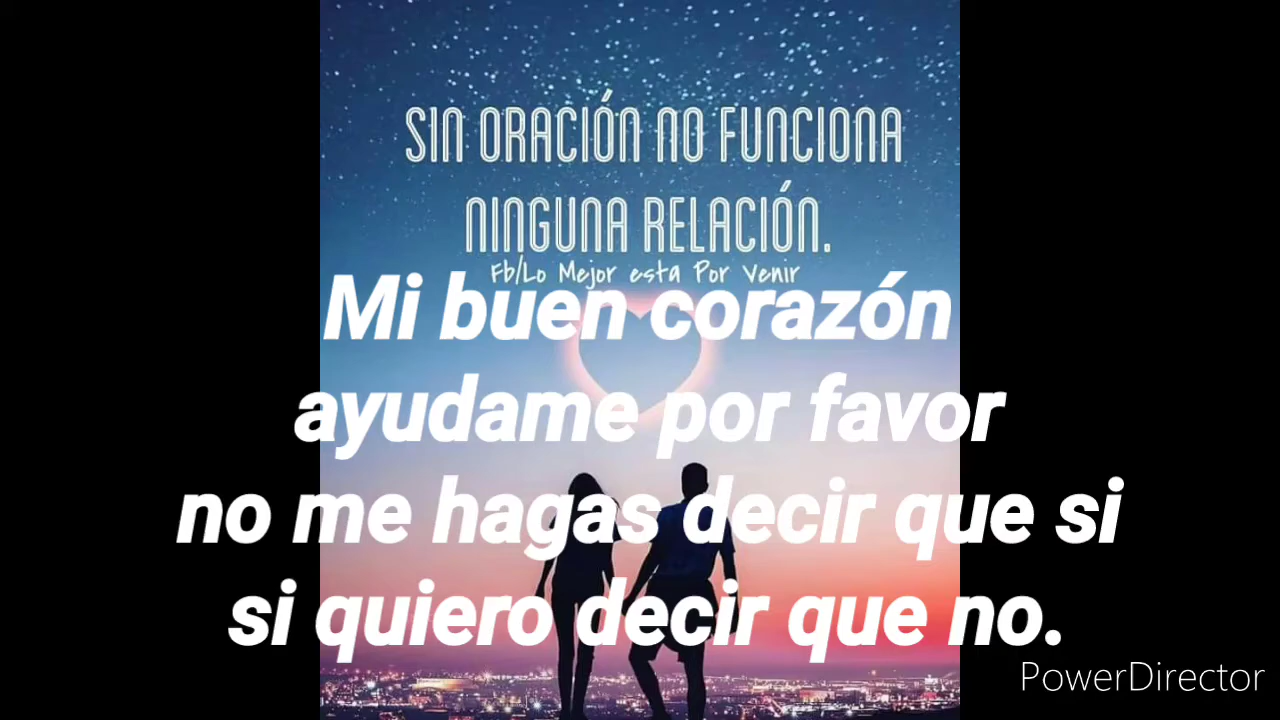 SIN ORACIÓN NO FUNCIONA
NINGUNA RELACIÓN.
Fb/Lo Mejor esta Por Venir
Mi buen corazón
ayudame por favor
no me hagas decir que si
si quiero decir que no.
PowerDirector